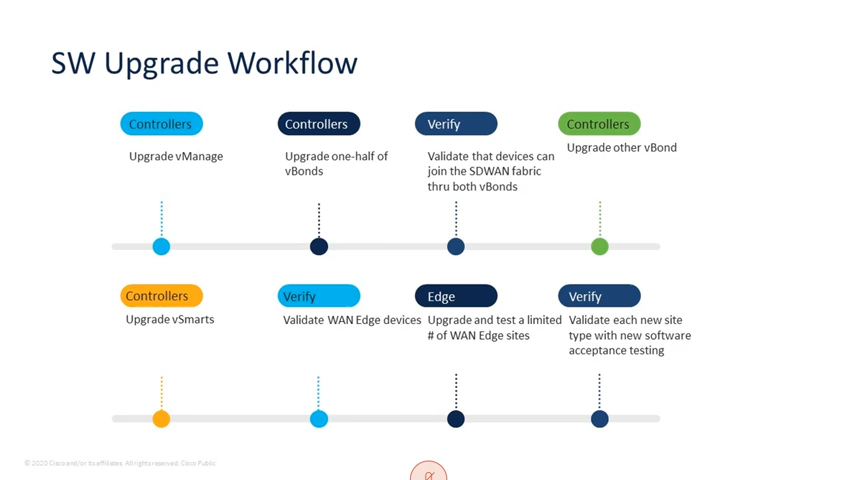 SW Upgrade Workflow
Controllers
Upgrade vManage
Controllers
Upgrade one-half of
vBonds
Verify
Validate that devices can
join the SDWAN fabric
thru both vBonds
Controllers
Upgrade other vBond
Controllers
Upgrade vSmarts
Verify
Validate WAN Edge devices
Edge
Upgrade and test a limited
# of WAN Edge sites
Verify
Validate each new site
type with new software
acceptance testing
© 2020 Cisco and/or its affiliates. All rights reserved. Cisco Public